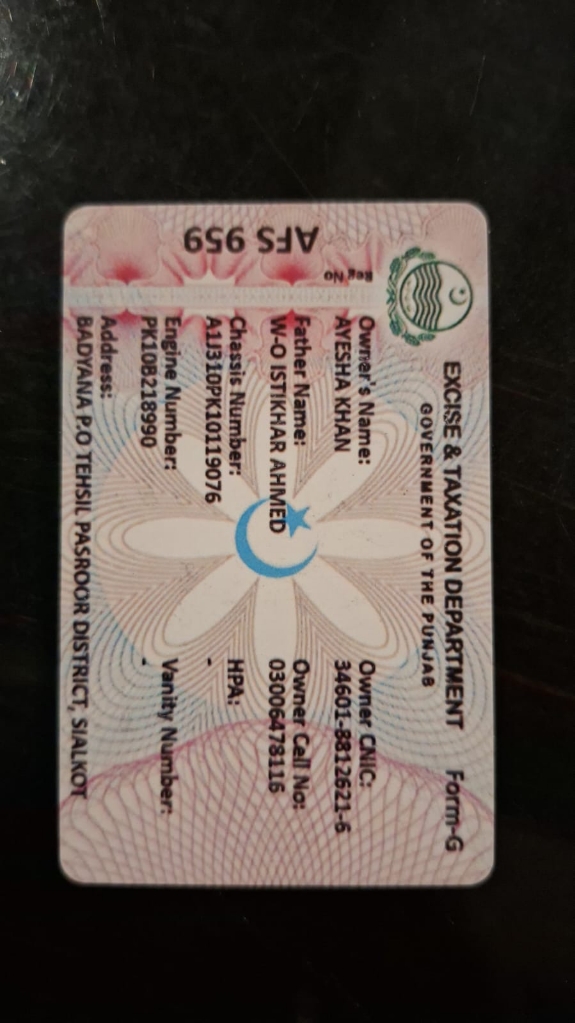 EXCISE & TAXATION DEPARTMENT Form-G
GOVERNMENT OF THE PUNJAB
Reg No
AFS 959
Owner's Name: Owner CNIC:
AYESHA KHAN 34601-8812621-6
Father Name: Owner Cell No:
W-O ISTIKHAR AHMED 03006478116
Chassis Number: HPA:
A1J310PK10119076 -
Engine Number: Vanity Number:
PK10B218990 -
Address:
BADYANA P.O TEHSIL PASROOR DISTRICT, SIALKOT